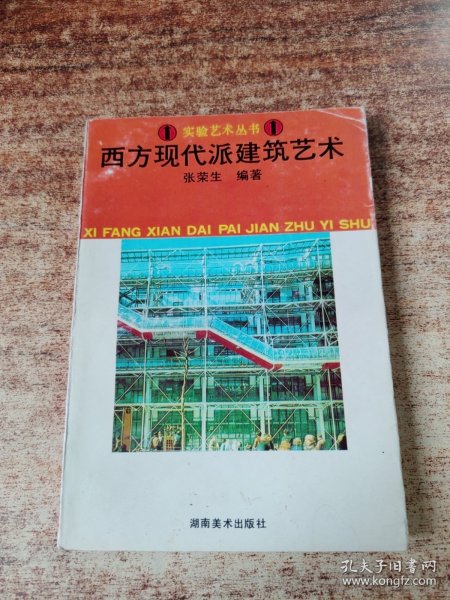 1 实验艺术丛书 1
西方现代派建筑艺术
张荣生 编著
XI FANG XIAN DAI PAI JIAN ZHU YI SHU
湖南美术出版社
孔夫子旧书网
www.kongfz.com